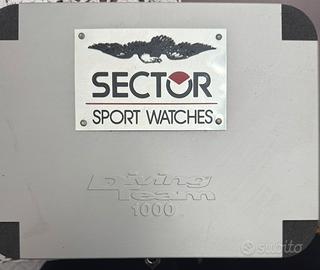 SECTOR
SPORT WATCHES
Diving
Team
1000
subito